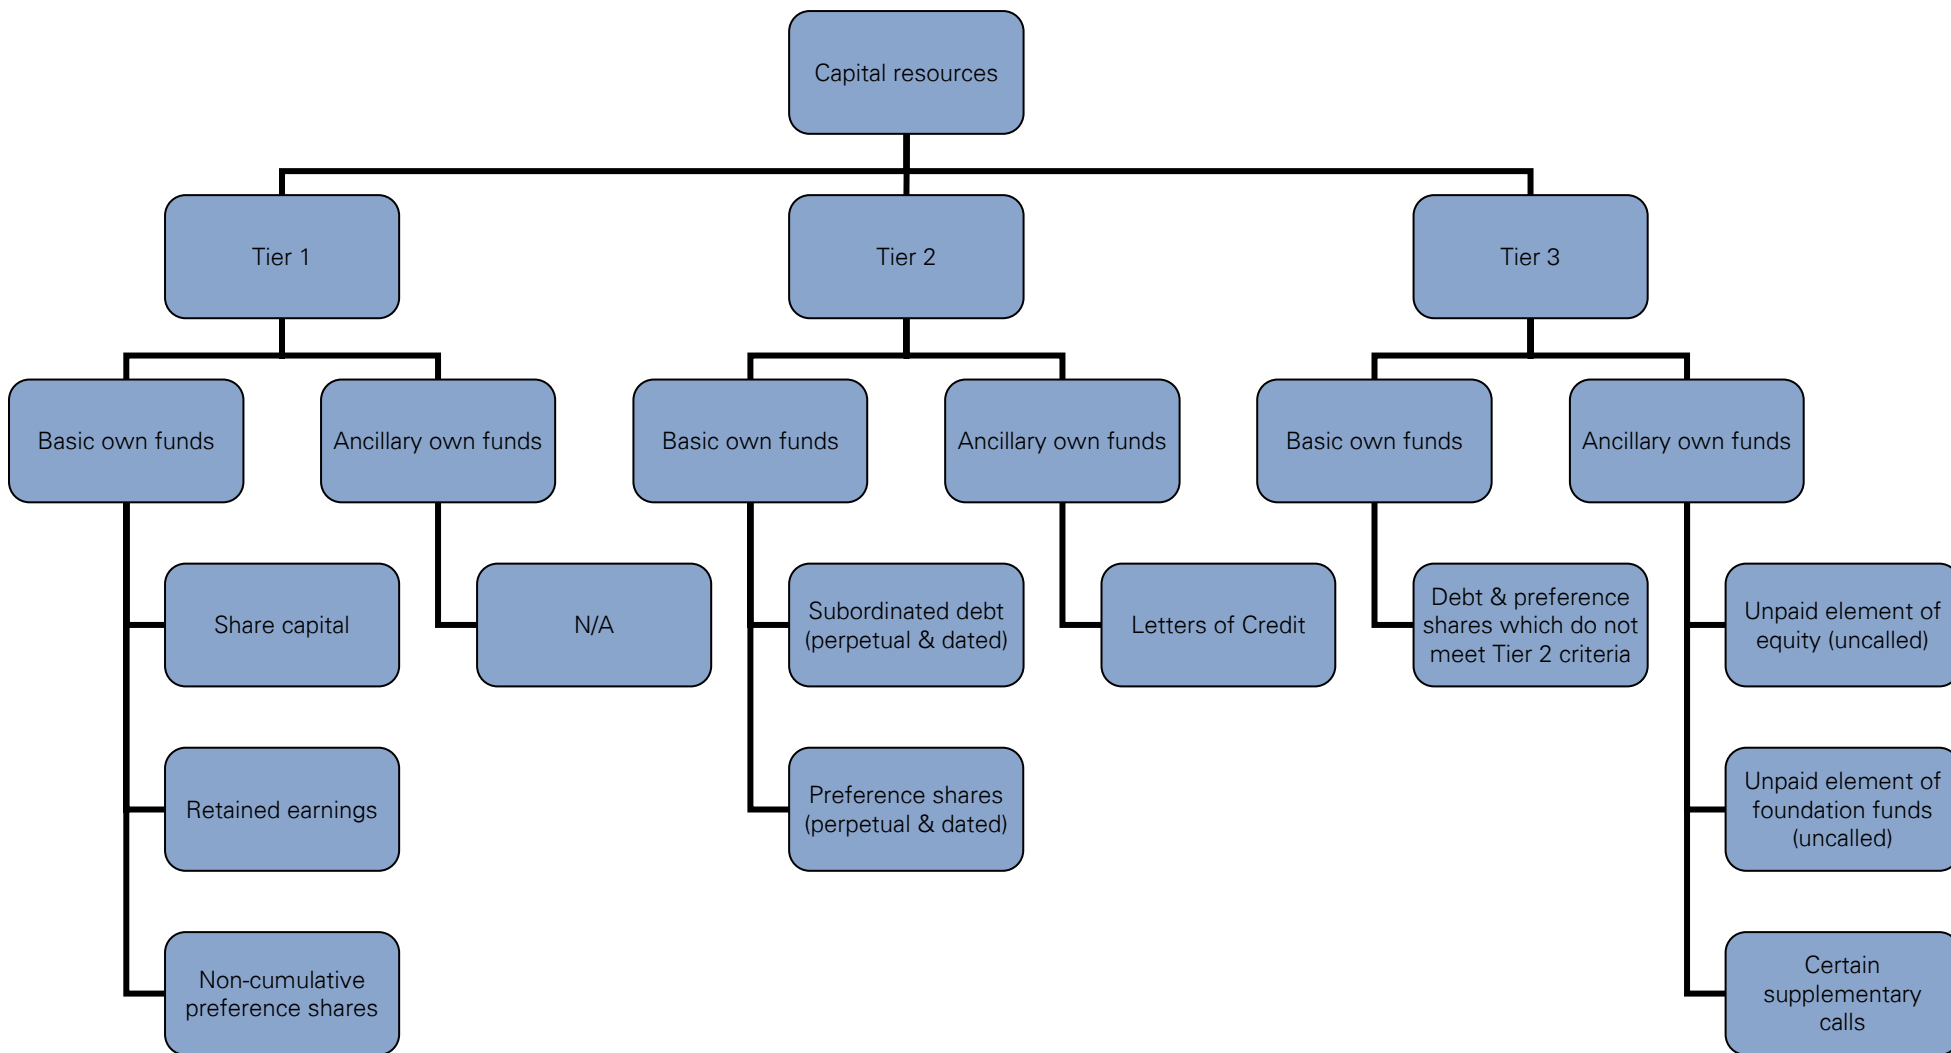 Capital resources
Tier 1
Tier 2
Tier 3
Basic own funds
Ancillary own funds
Basic own funds
Ancillary own funds
Basic own funds
Ancillary own funds
Share capital
N/A
Subordinated debt
(perpetual & dated)
Letters of Credit
Debt & preference
shares which do not
meet Tier 2 criteria
Unpaid element of
equity (uncalled)
Retained earnings
Preference shares
(perpetual & dated)
Unpaid element of
foundation funds
(uncalled)
Non-cumulative
preference shares
Certain
supplementary
calls